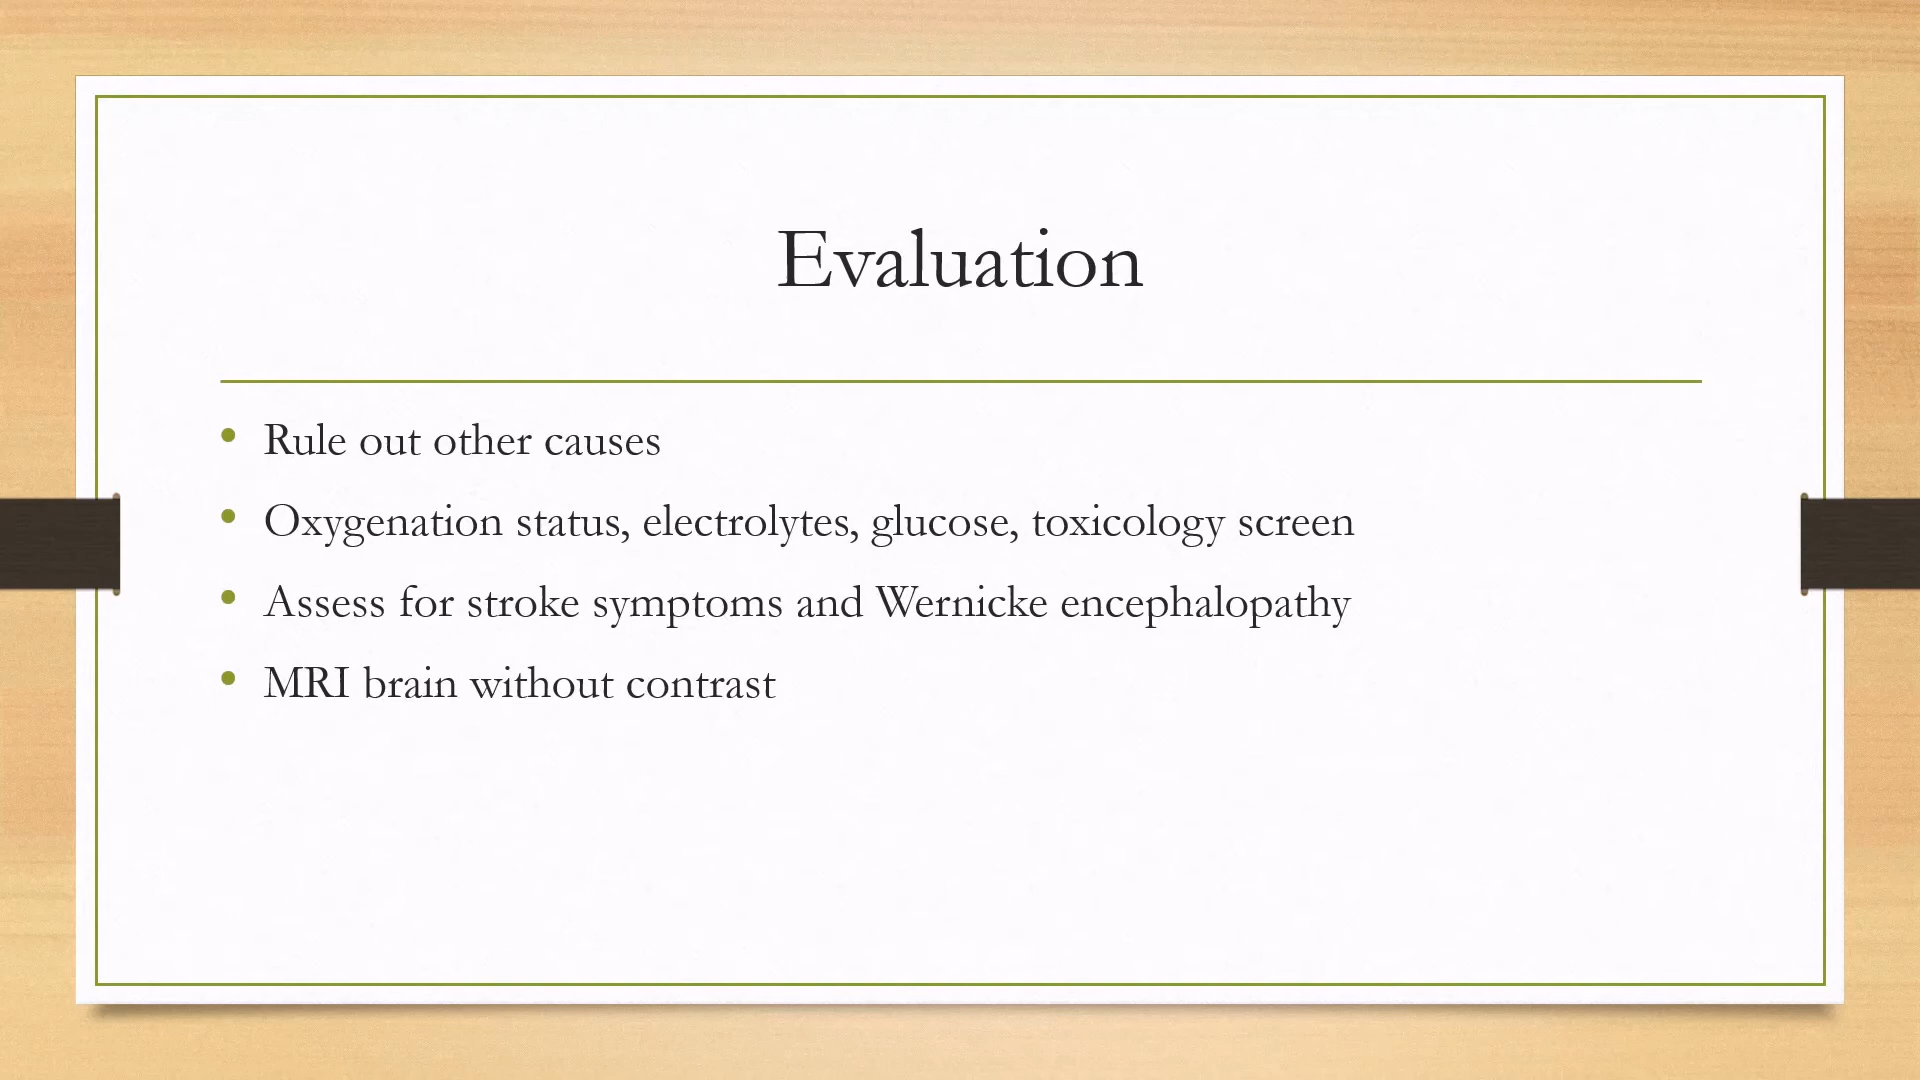 Evaluation
• Rule out other causes
• Oxygenation status, electrolytes, glucose, toxicology screen
• Assess for stroke symptoms and Wernicke encephalopathy
• MRI brain without contrast